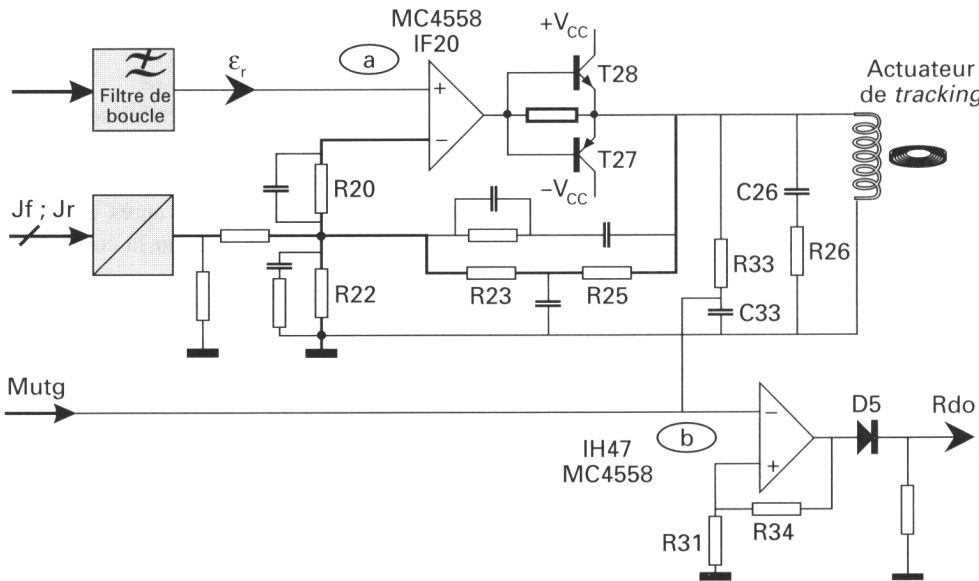 MC4558
IF20
+VCC
a
εr
Filtre de
boucle
T28
Actuateur
de tracking
+
−
T27
−VCC
R20
C26
Jf ; Jr
R26
R33
R22
R23
R25
C33
Mutg
D5
Rdo
b
−
IH47
MC4558
+
R34
R31